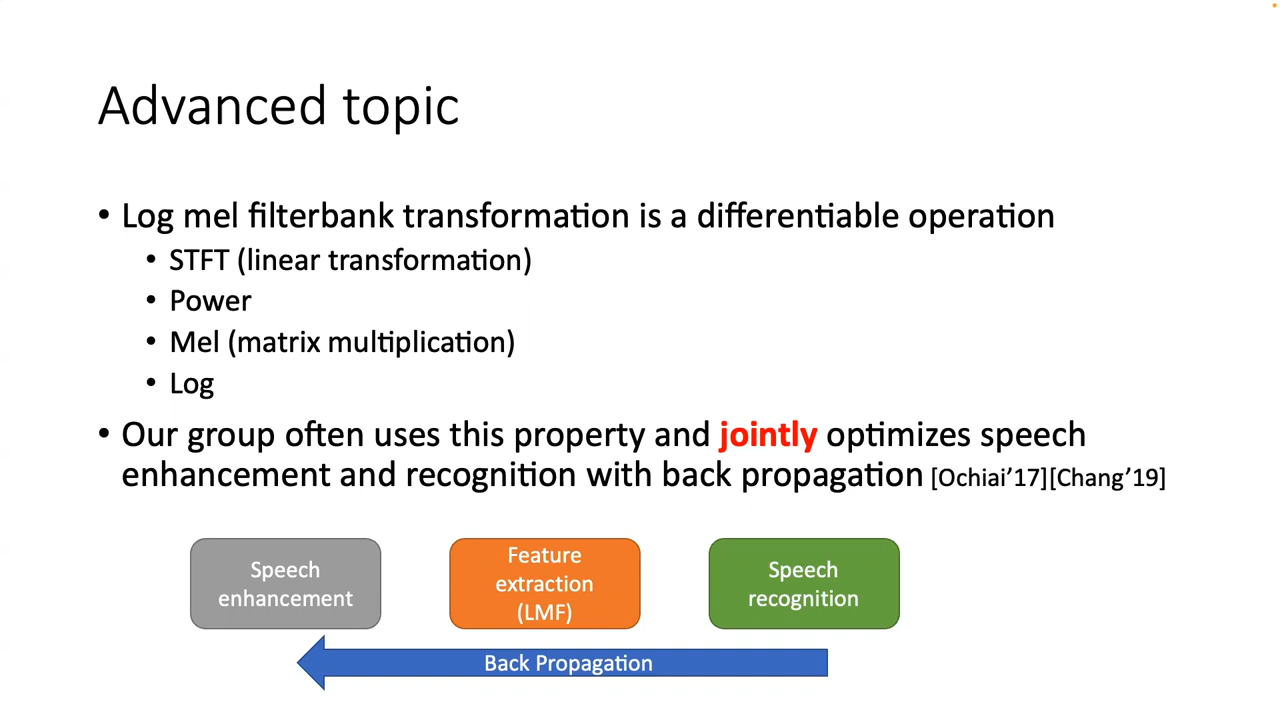 Advanced topic
• Log mel filterbank transformation is a differentiable operation
• STFT (linear transformation)
• Power
• Mel (matrix multiplication)
• Log
• Our group often uses this property and jointly optimizes speech
enhancement and recognition with back propagation [Ochiai’17][Chang’19]
Speech
enhancement
Feature
extraction
(LMF)
Speech
recognition
Back Propagation